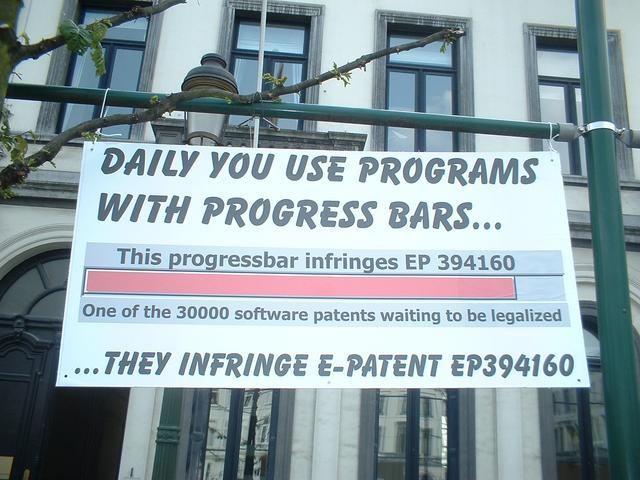 DAILY YOU USE PROGRAMS
WITH PROGRESS BARS...
This progressbar infringes EP 394160
One of the 30000 software patents waiting to be legalized
...THEY INFRINGE E-PATENT EP394160